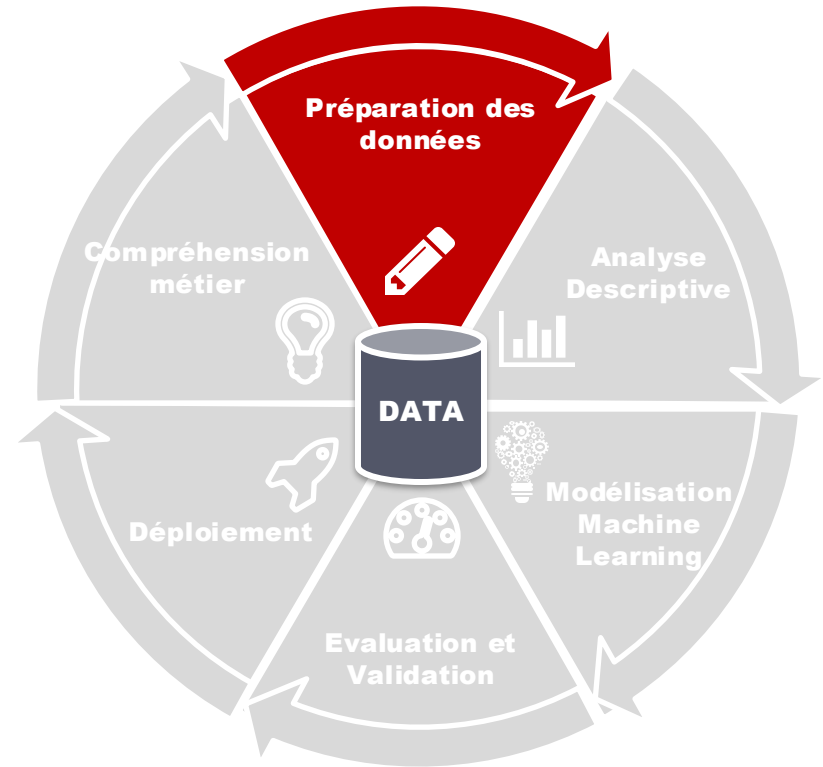 Préparation des
données
Compréhension
métier
Analyse
Descriptive
DATA
Modélisation
Machine
Learning
Déploiement
Evaluation et
Validation